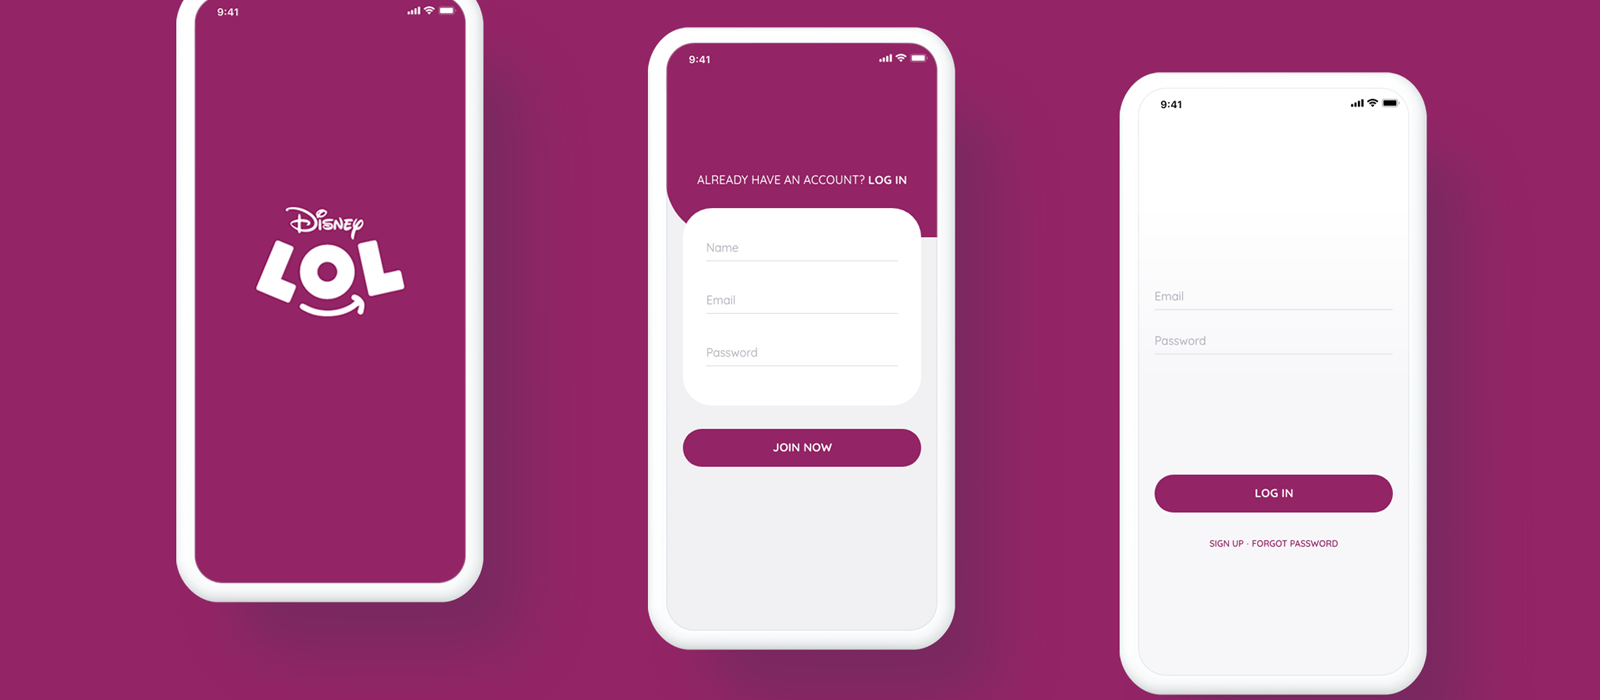 9:41
DISNEY
LOL
9:41
ALREADY HAVE AN ACCOUNT? LOG IN
Name
Email
Password
JOIN NOW
9:41
Email
Password
LOG IN
SIGN UP · FORGOT PASSWORD